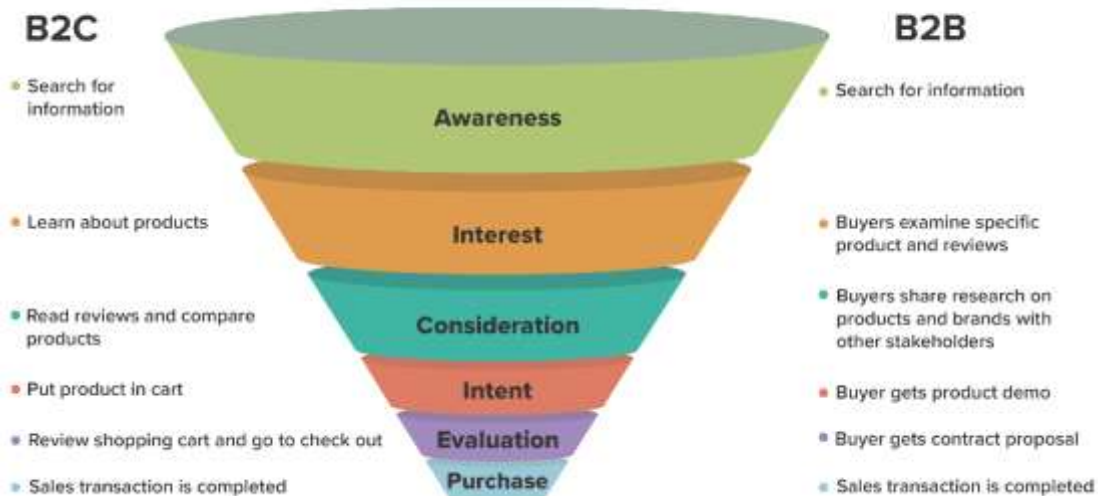 B2C
B2B
Search for
information
Awareness
Search for information
Learn about products
Interest
Buyers examine specific
product and reviews
Read reviews and compare
products
Consideration
Buyers share research on
products and brands with
other stakeholders
Put product in cart
Intent
Buyer gets product demo
Review shopping cart and go to check out
Evaluation
Buyer gets contract proposal
Sales transaction is completed
Purchase
Sales transaction is completed